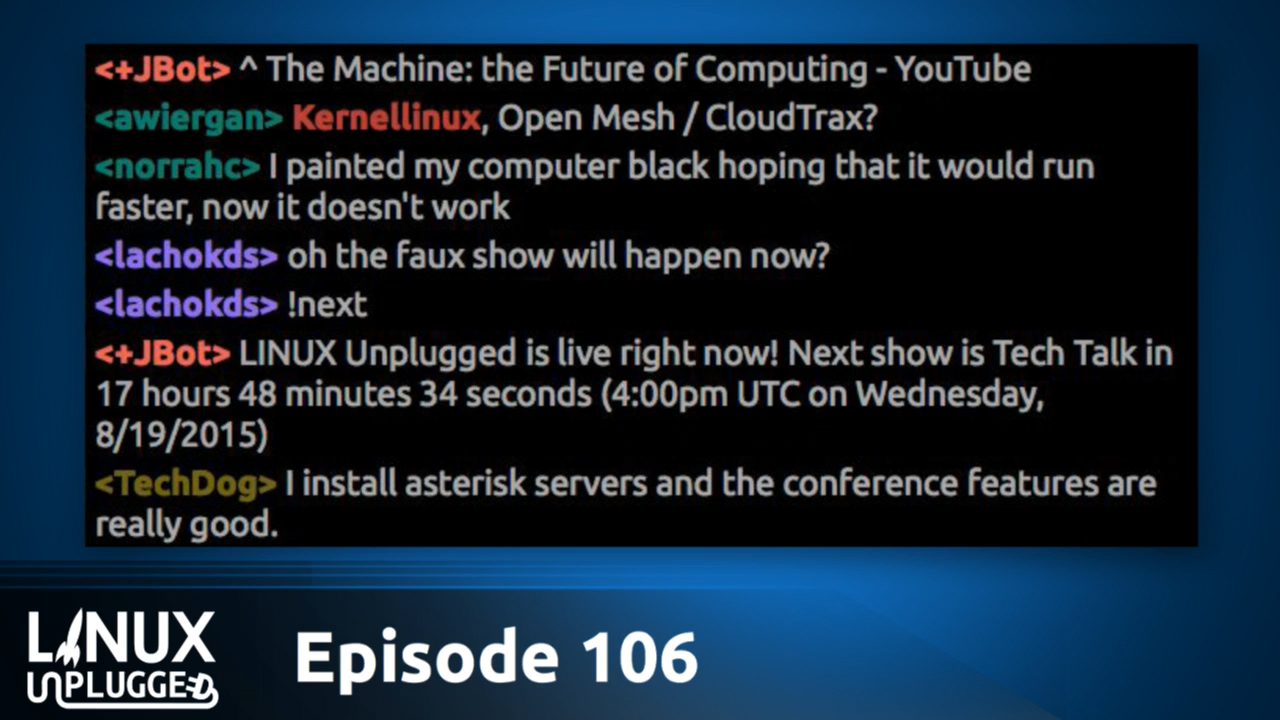 <+JBot> ^ The Machine: the Future of Computing - YouTube
<awiergan> Kernellinux, Open Mesh / CloudTrax?
<norrahc> I painted my computer black hoping that it would run
faster, now it doesn't work
<lachokds> oh the faux show will happen now?
<lachokds> !next
<+JBot> LINUX Unplugged is live right now! Next show is Tech Talk in
17 hours 48 minutes 34 seconds (4:00pm UTC on Wednesday,
8/19/2015)
<TechDog> I install asterisk servers and the conference features are
really good.
LINUX
UNPLUGGED
Episode 106